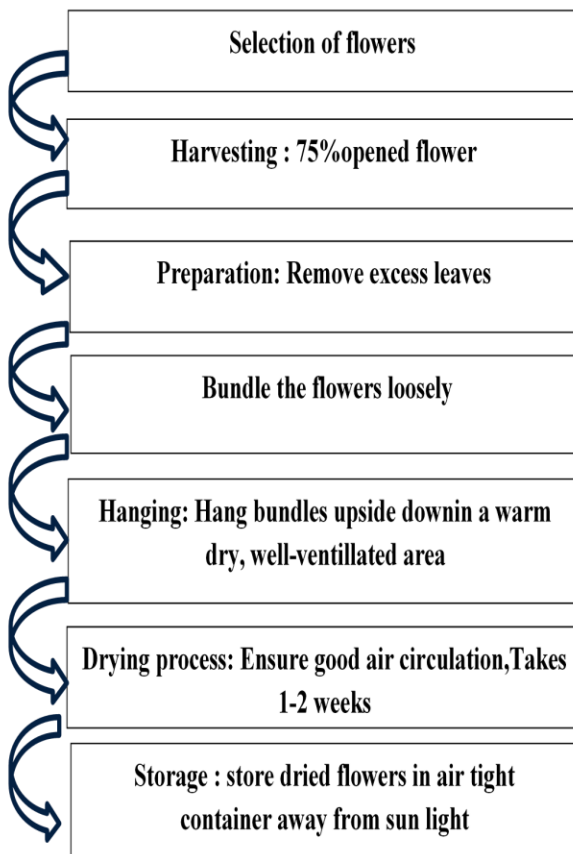 Selection of flowers
Harvesting : 75%opened flower
Preparation: Remove excess leaves
Bundle the flowers loosely
Hanging: Hang bundles upside downin a warm
dry, well-ventillated area
Drying process: Ensure good air circulation,Takes
1-2 weeks
Storage : store dried flowers in air tight
container away from sun light